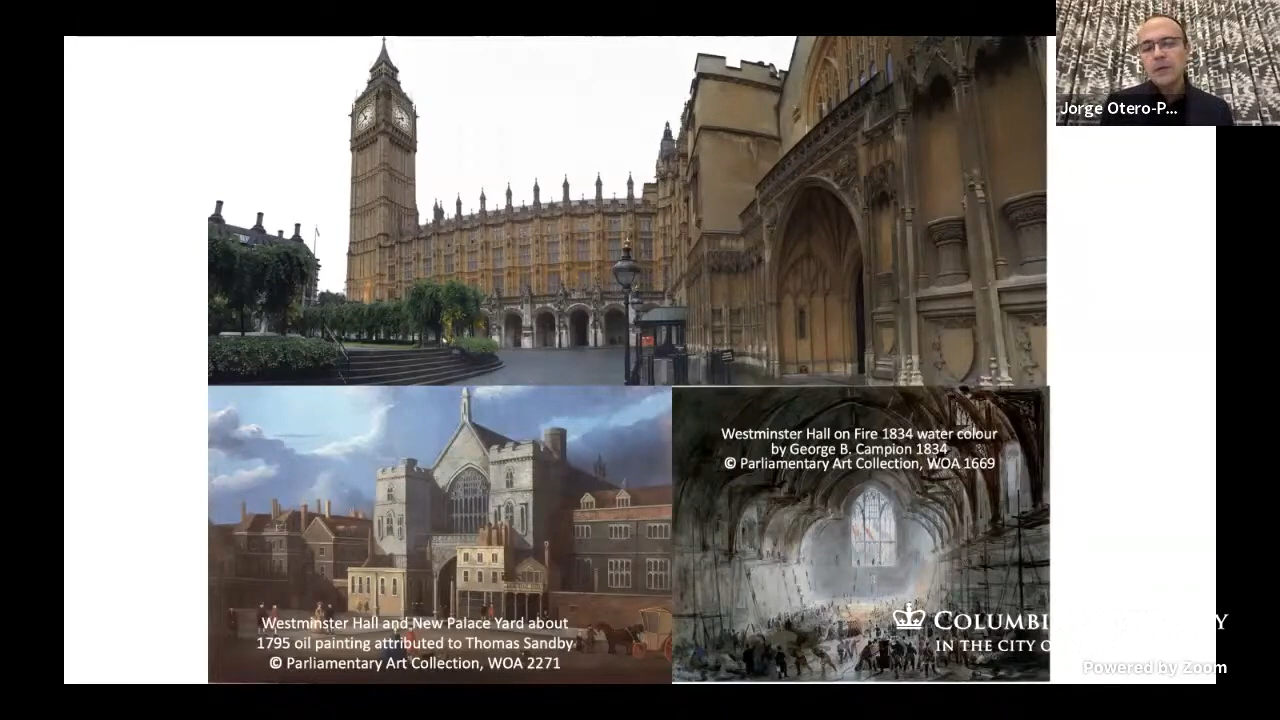 Jorge Otero-P...
Westminster Hall on Fire 1834 water colour
by George B. Campion 1834
© Parliamentary Art Collection, WOA 1669
Westminster Hall and New Palace Yard about
1795 oil painting attributed to Thomas Sandby
© Parliamentary Art Collection, WOA 2271
IN THE CITY O
Powered by Zoom